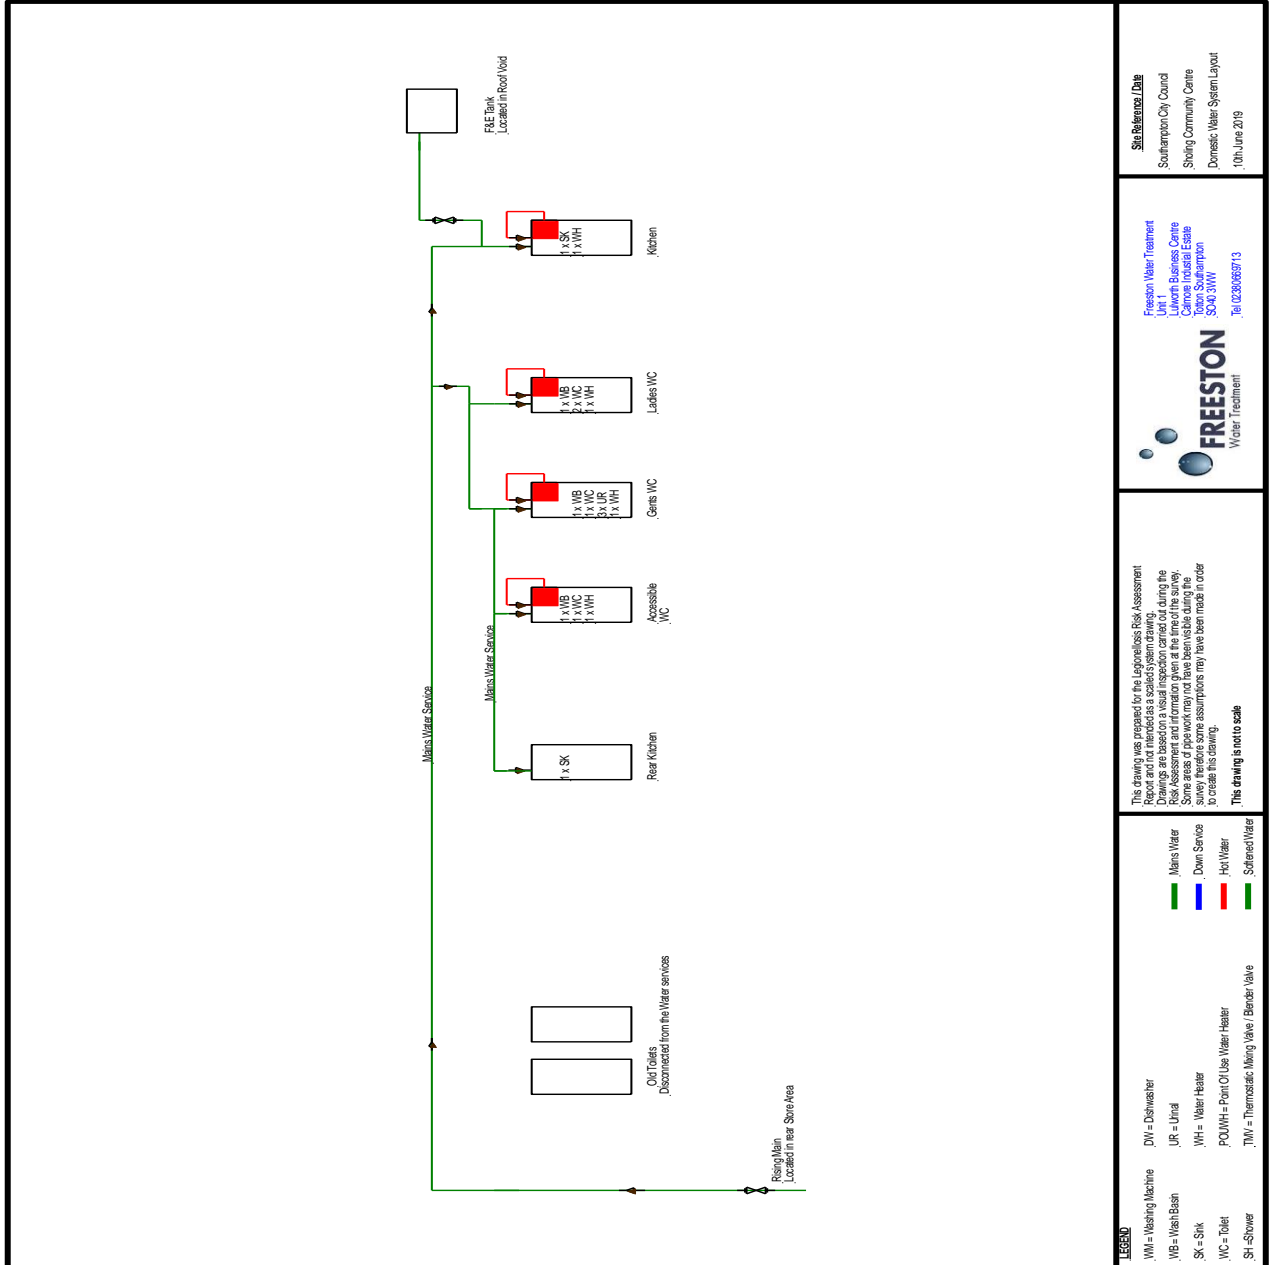 F&E Tank
Located in Roof Void
1 x SK
1 x WH
Kitchen
1 x WB
2 x WC
1 x WH
Ladies WC
1 x WB
1 x WC
3 x UR
1 x WH
Gents WC
1 x WB
1 x WC
1 x WH
Accessible
WC
Mains Water Service
Mains Water Service
1 x SK
Rear Kitchen
Old Toilets
Disconnected from the Water services
Rising Main
Located in rear Store Area
Site Reference / Date
Southampton City Council
Sholing Community Centre
Domestic Water System Layout
10th June 2019
Freeston Water Treatment
Unit 1
Lulworth Business Centre
Calmore Industial Estate
Totton Southampton
SO40 3WW
Tel 02380669713
FREESTON
Water Treatment
This drawing was prepared for the Legionellosis Risk Assessment
Report and not intended as a scaled system drawing.
Drawings are based on a visual inspection carried out during the
Risk Assessment and information given at the time of the survey.
Some areas of pipe work may not have been visible during the
survey therefore some assumptions may have been made in order
to create this drawing.
This drawing is not to scale
LEGEND
WM = Washing Machine
WB = Wash Basin
SK = Sink
WC = Toilet
SH =Shower
DW = Dishwasher
UR = Urinal
WH = Water Heater
POUWH = Point Of Use Water Heater
TMV = Thermostatic Mixing Valve / Blender Valve
Mains Water
Down Service
Hot Water
Softened Water